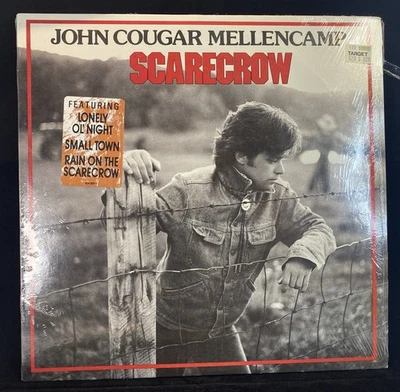 JOHN COUGAR MELLENCAMP
SCARECROW
TARGET
FEATURING
LONELY
OL' NIGHT
SMALL TOWN
RAIN ON THE
SCARECROW